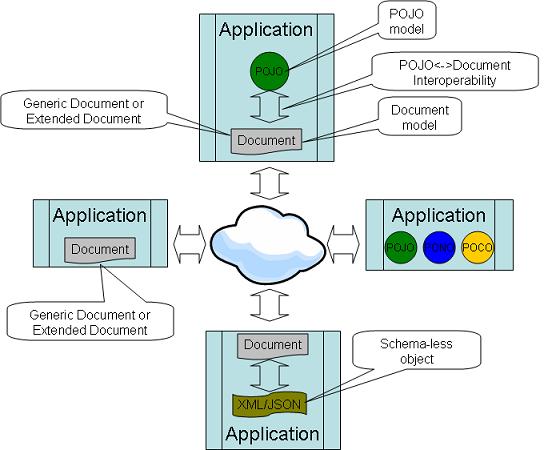 POJO
model
Application
POJO
POJO<->Document
Interoperability
Generic Document or
Extended Document
Document
model
Document
Application
Document
Application
POJO
PONO
POCO
Generic Document or
Extended Document
Document
Schema-less
object
XML/JSON
Application